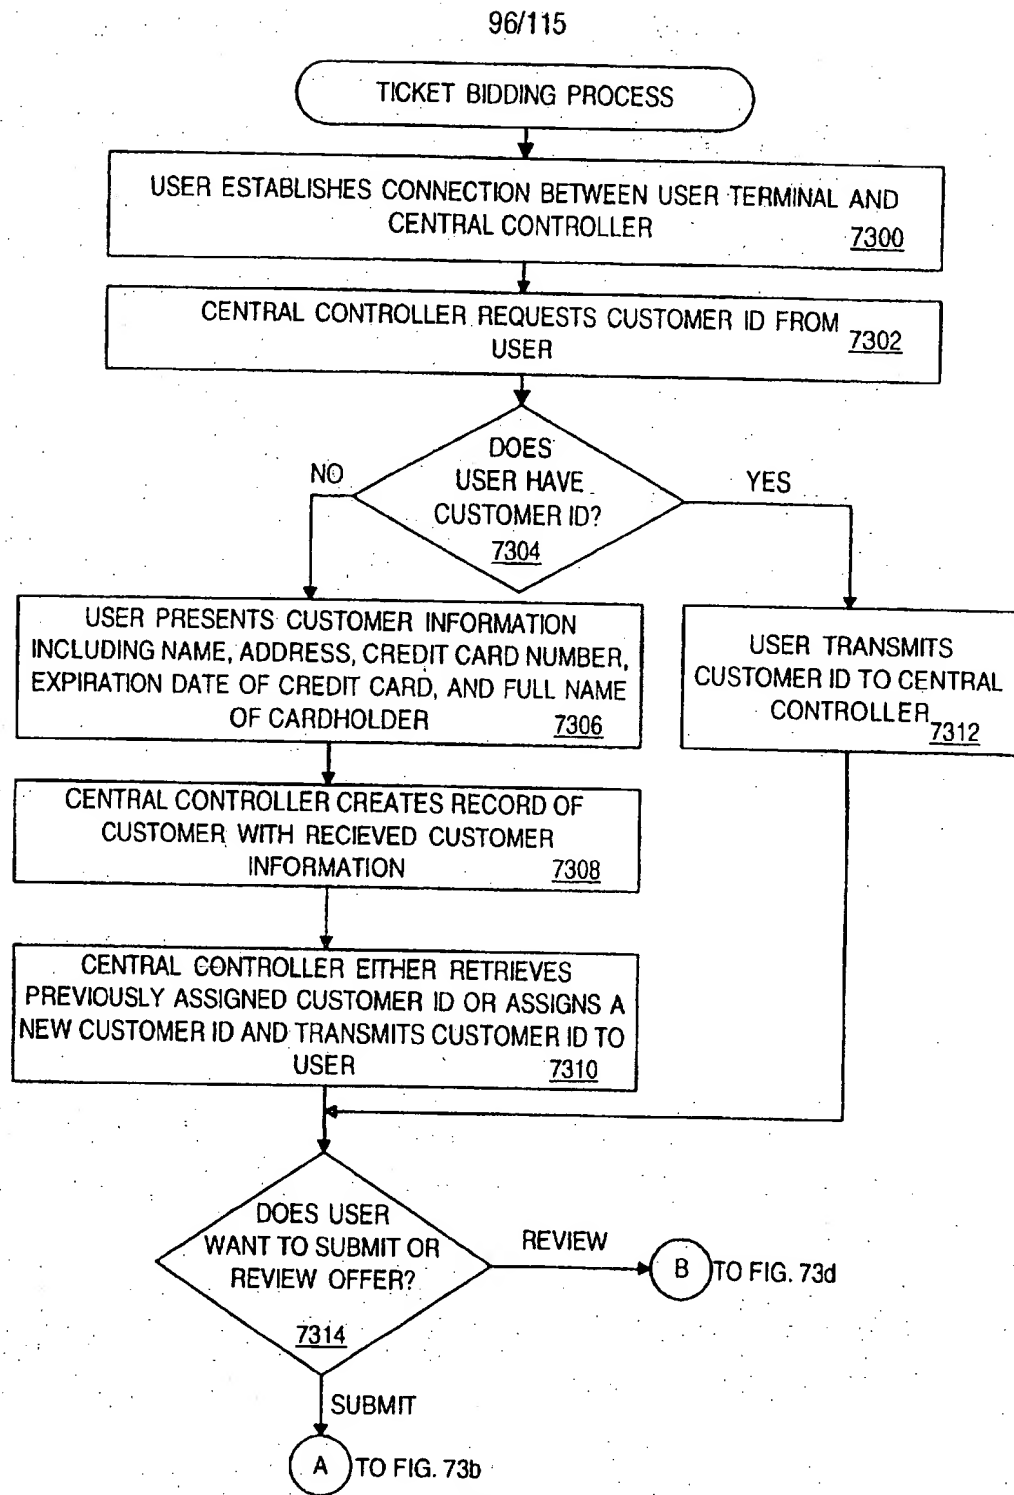 96/115
TICKET BIDDING PROCESS
USER ESTABLISHES CONNECTION BETWEEN USER TERMINAL AND
CENTRAL CONTROLLER 7300
CENTRAL CONTROLLER REQUESTS CUSTOMER ID FROM 7302
USER
DOES
USER HAVE
CUSTOMER ID?
7304
NO
YES
USER PRESENTS CUSTOMER INFORMATION
INCLUDING NAME, ADDRESS, CREDIT CARD NUMBER,
EXPIRATION DATE OF CREDIT CARD, AND FULL NAME
OF CARDHOLDER 7306
USER TRANSMITS
CUSTOMER ID TO CENTRAL
CONTROLLER 7312
CENTRAL CONTROLLER CREATES RECORD OF
CUSTOMER WITH RECIEVED CUSTOMER
INFORMATION 7308
CENTRAL CONTROLLER EITHER RETRIEVES
PREVIOUSLY ASSIGNED CUSTOMER ID OR ASSIGNS A
NEW CUSTOMER ID AND TRANSMITS CUSTOMER ID TO
USER 7310
DOES USER
WANT TO SUBMIT OR
REVIEW OFFER?
7314
REVIEW
B TO FIG. 73d
SUBMIT
A TO FIG. 73b